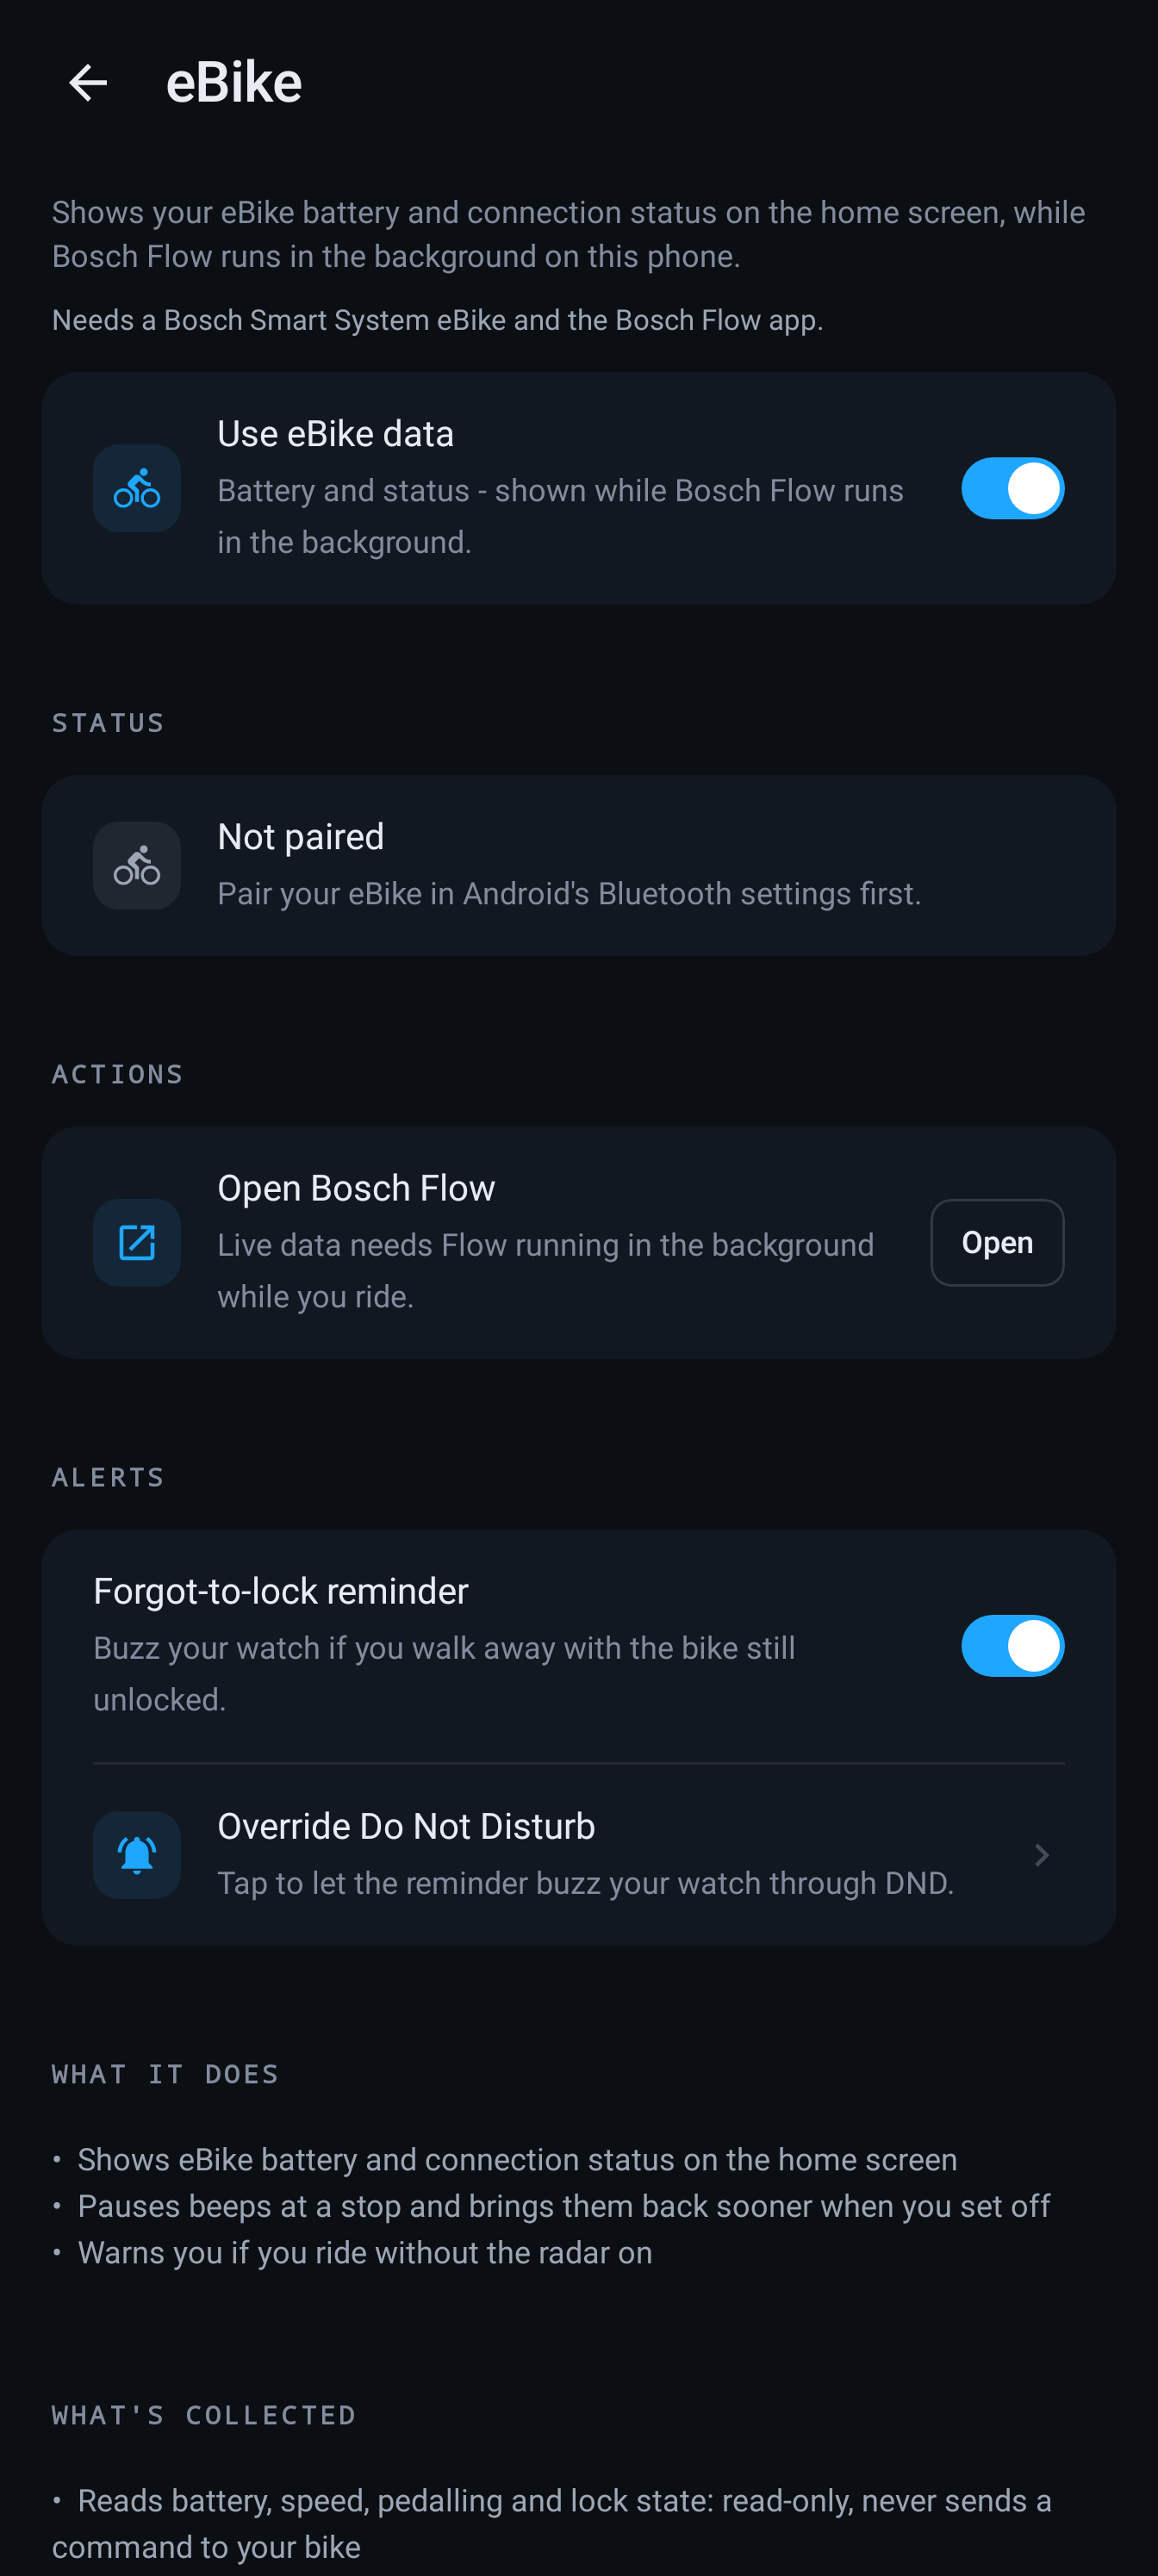 eBike
Shows your eBike battery and connection status on the home screen, while
Bosch Flow runs in the background on this phone.
Needs a Bosch Smart System eBike and the Bosch Flow app.
Use eBike data
Battery and status - shown while Bosch Flow runs
in the background.
STATUS
Not paired
Pair your eBike in Android's Bluetooth settings first.
ACTIONS
Open Bosch Flow
Live data needs Flow running in the background
while you ride.
Open
ALERTS
Forgot-to-lock reminder
Buzz your watch if you walk away with the bike still
unlocked.
Override Do Not Disturb
Tap to let the reminder buzz your watch through DND.
WHAT IT DOES
• Shows eBike battery and connection status on the home screen
• Pauses beeps at a stop and brings them back sooner when you set off
• Warns you if you ride without the radar on
WHAT'S COLLECTED
• Reads battery, speed, pedalling and lock state: read-only, never sends a
command to your bike